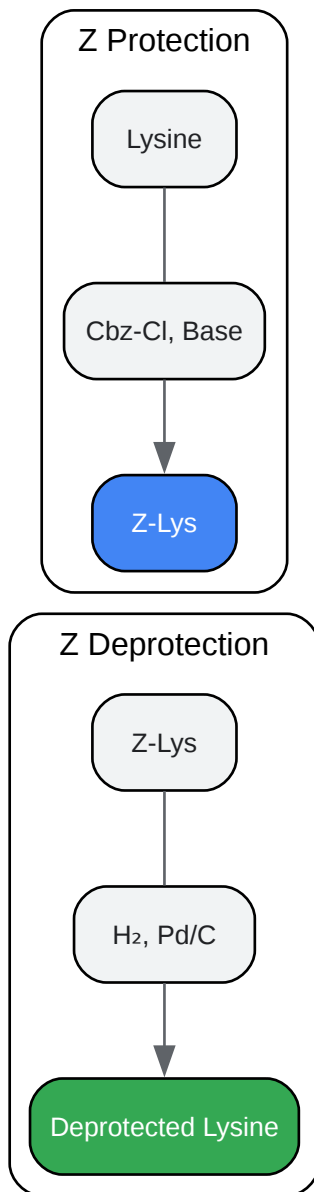 Z Protection
Lysine
Cbz-Cl, Base
Z-Lys
Z Deprotection
Z-Lys
H₂, Pd/C
Deprotected Lysine